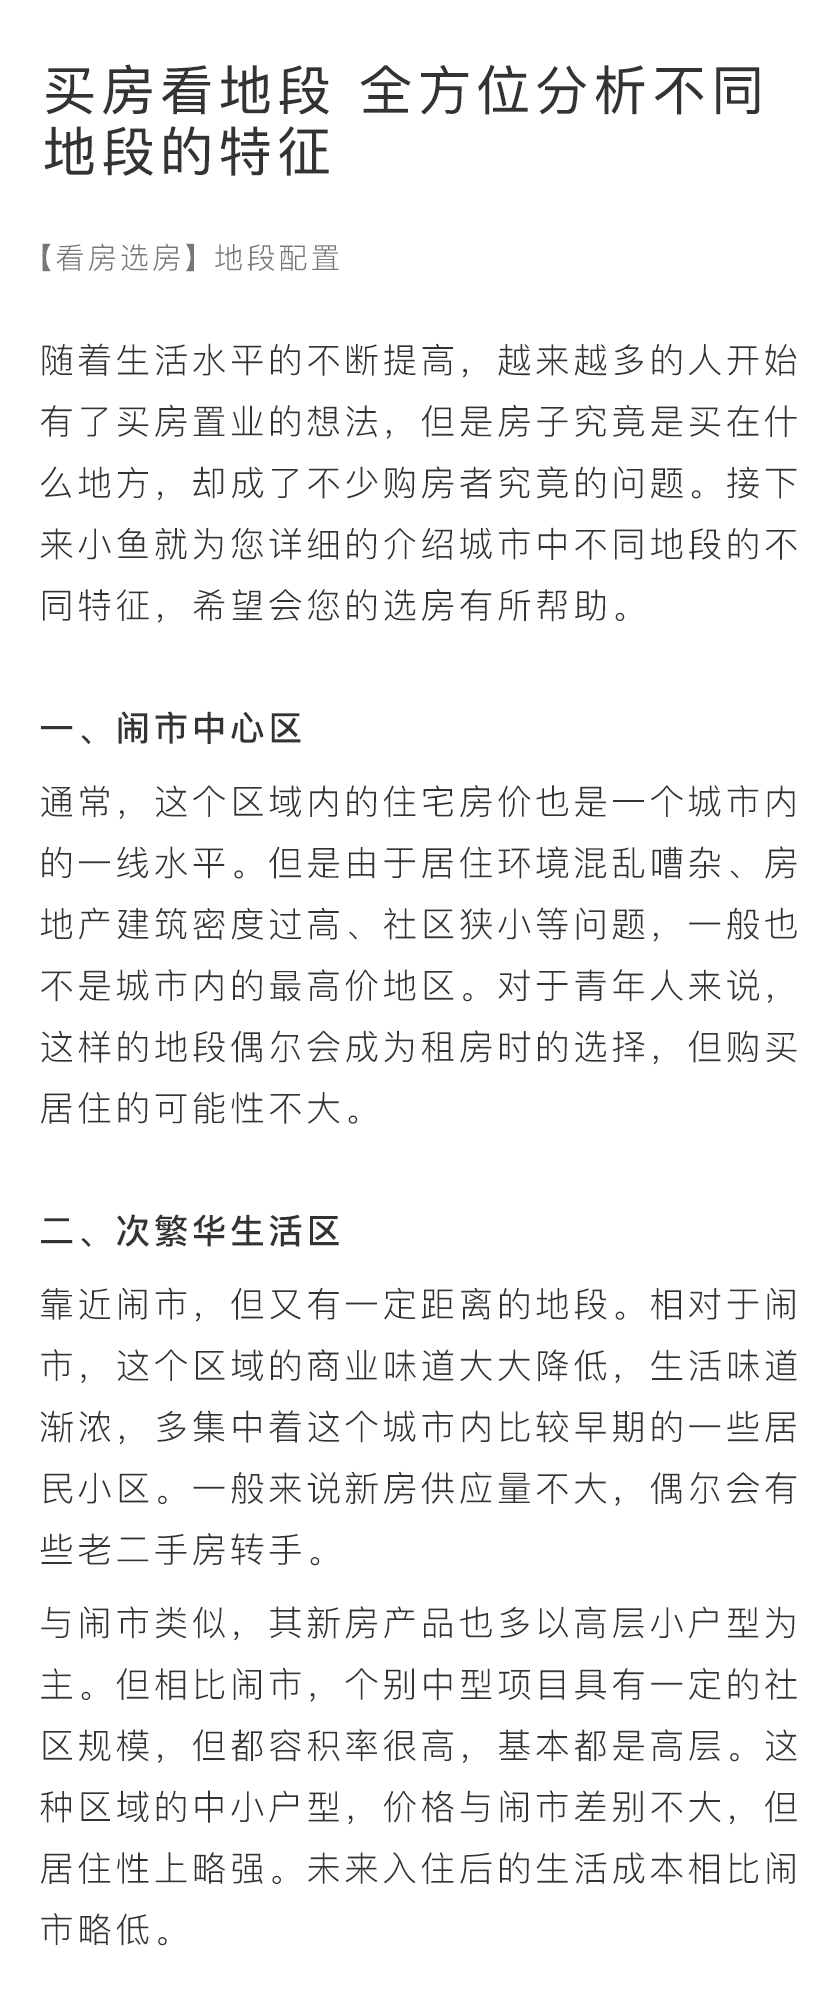 买房看地段 全方位分析不同
地段的特征
【看房选房】地段配置
随着生活水平的不断提高，越来越多的人开始
有了买房置业的想法，但是房子究竟是买在什
么地方，却成了不少购房者究竟的问题。接下
来小鱼就为您详细的介绍城市中不同地段的不
同特征，希望会您的选房有所帮助。
一、闹市中心区
通常，这个区域内的住宅房价也是一个城市内
的一线水平。但是由于居住环境混乱嘈杂、房
地产建筑密度过高、社区狭小等问题，一般也
不是城市内的最高价地区。对于青年人来说，
这样的地段偶尔会成为租房时的选择，但购买
居住的可能性不大。
二、次繁华生活区
靠近闹市，但又有一定距离的地段。相对于闹
市，这个区域的商业味道大大降低，生活味道
渐浓，多集中着这个城市内比较早期的一些居
民小区。一般来说新房供应量不大，偶尔会有
些老二手房转手。
与闹市类似，其新房产品也多以高层小户型为
主。但相比闹市，个别中型项目具有一定的社
区规模，但都容积率很高，基本都是高层。这
种区域的中小户型，价格与闹市差别不大，但
居住性上略强。未来入住后的生活成本相比闹
市略低。